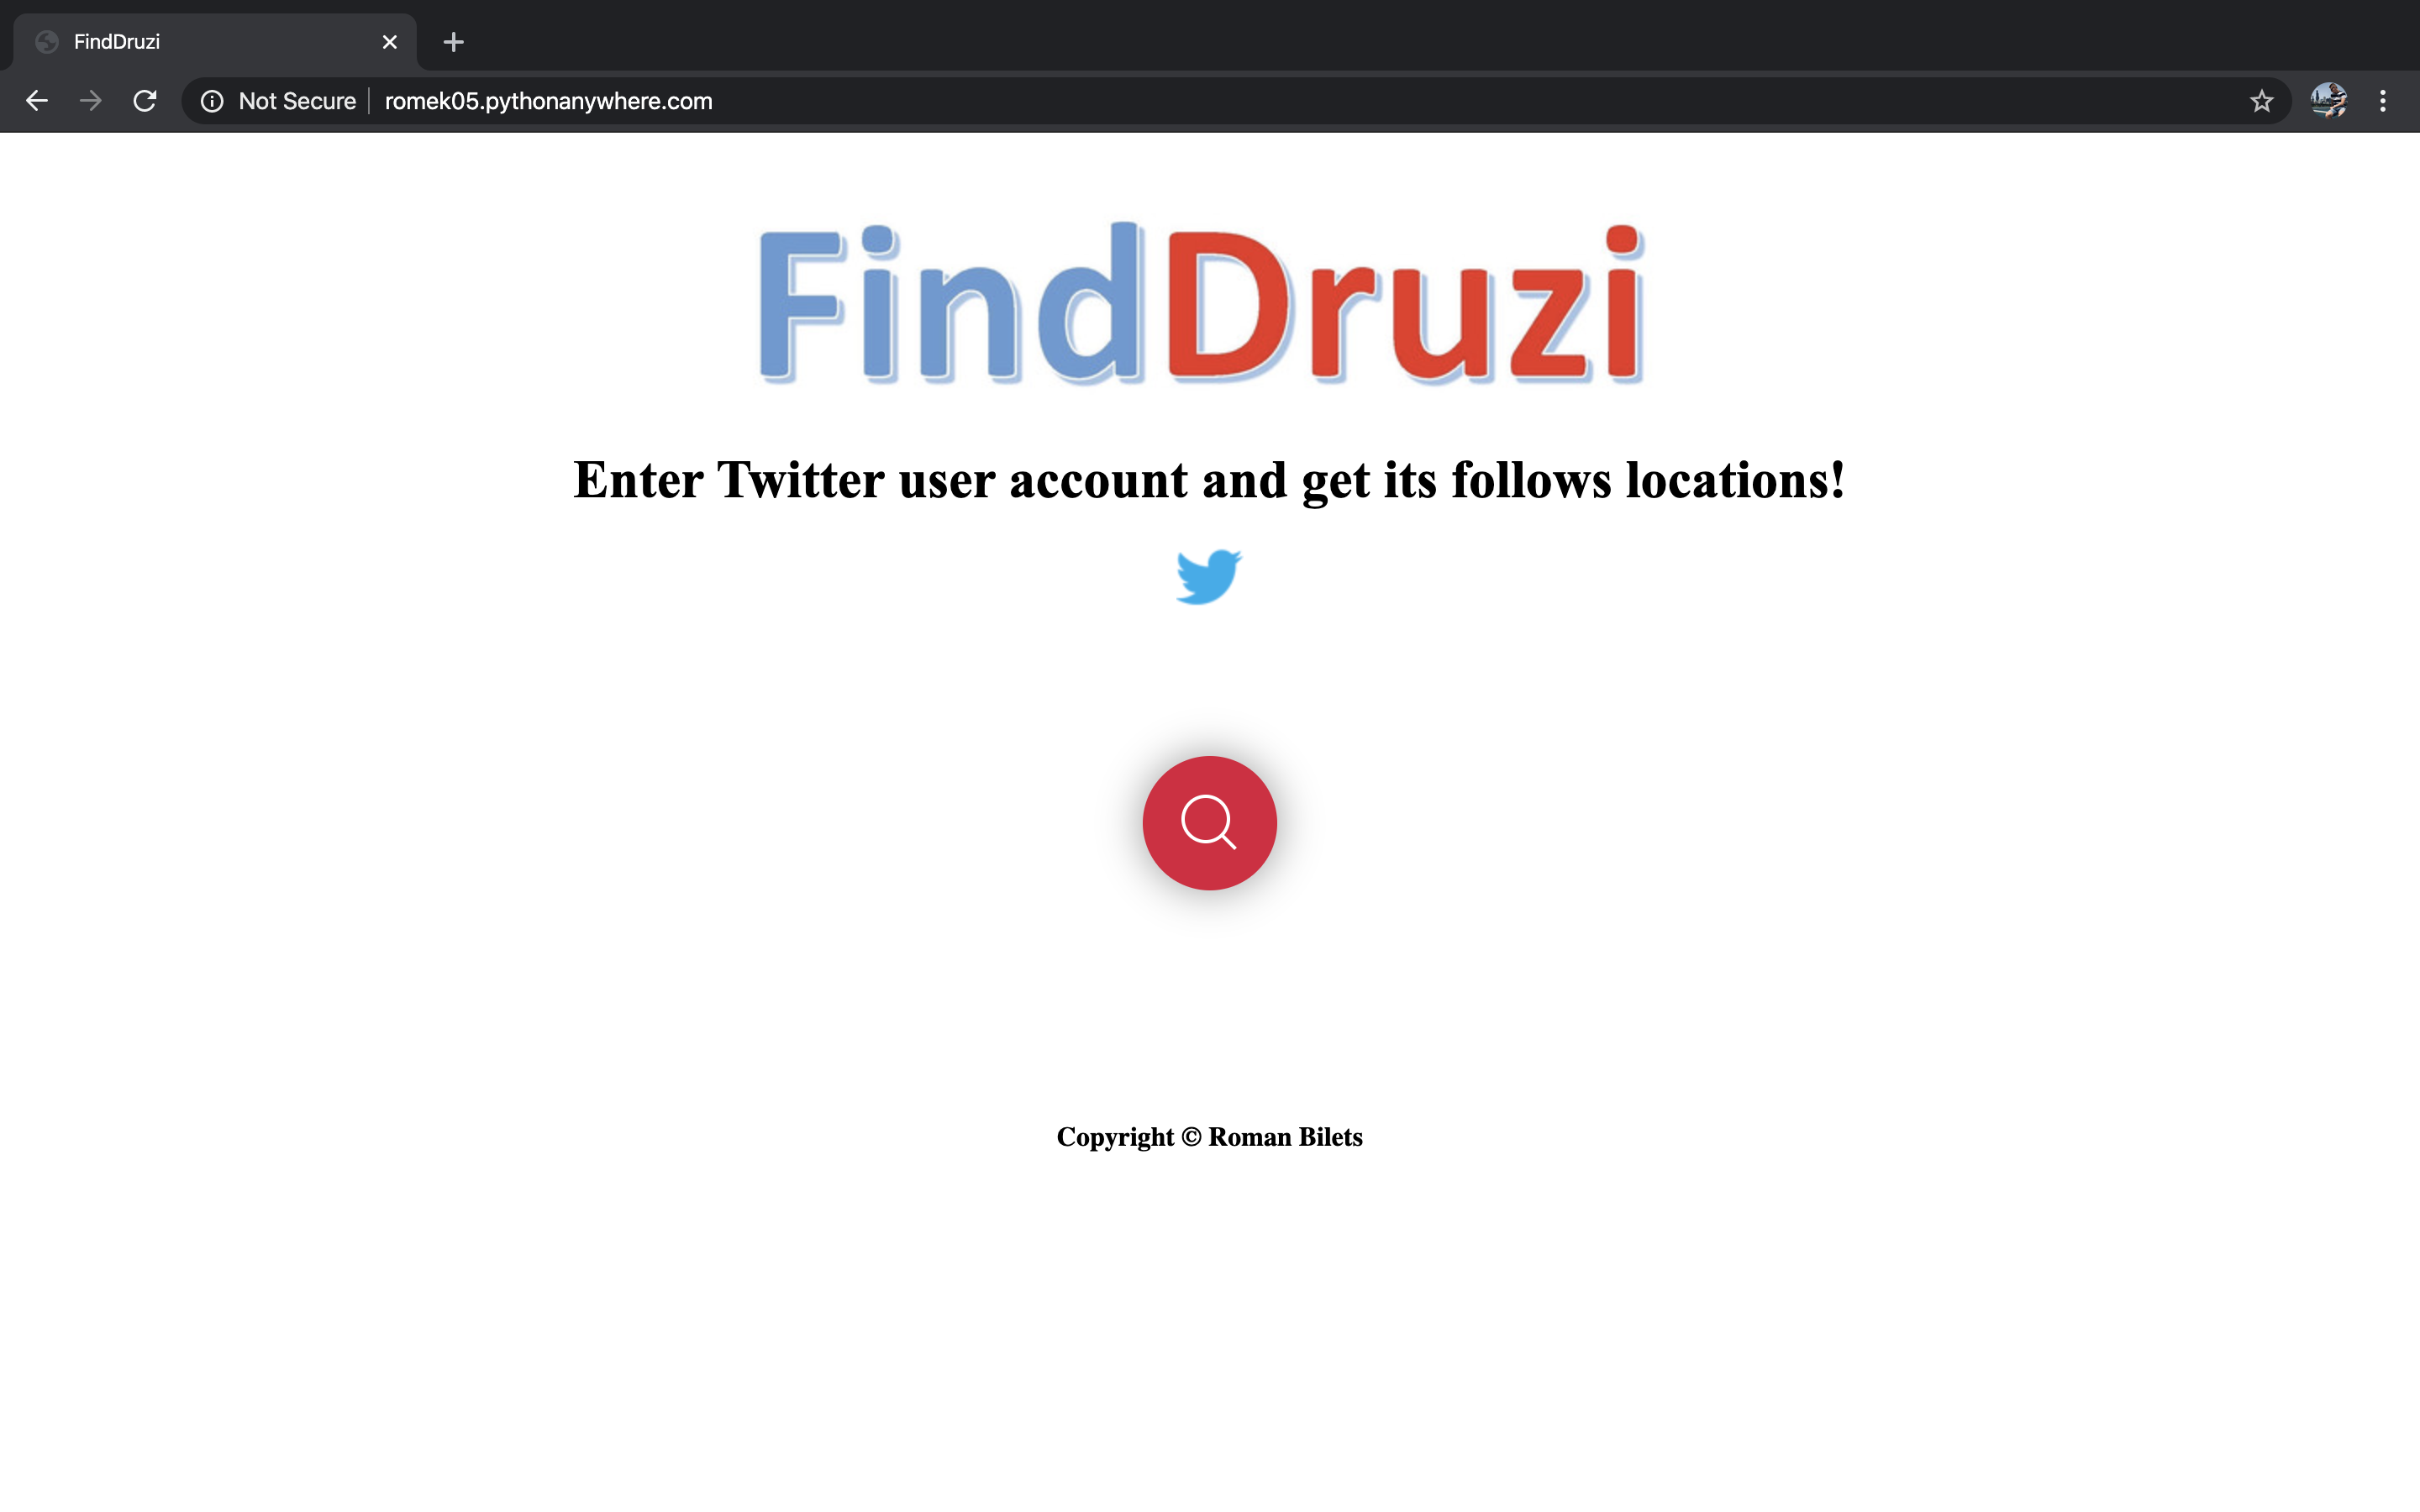 FindDruzi
Not Secure romek05.pythonanywhere.com
FindDruzi
Enter Twitter user account and get its follows locations!
Copyright © Roman Bilets